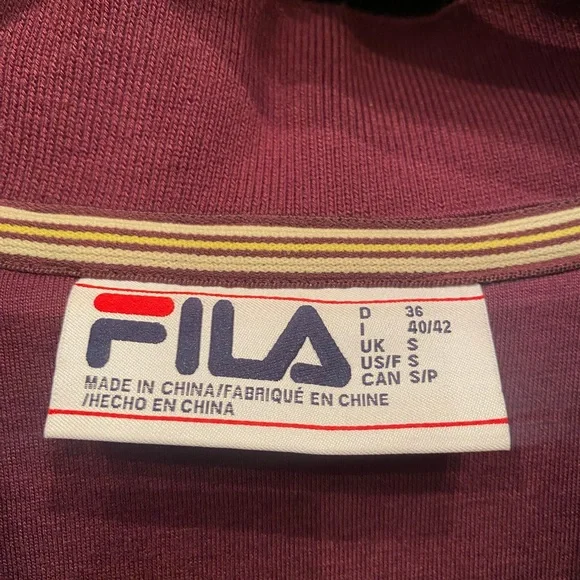 FILA
D 36
I 40/42
UK S
US/F S
CAN S/P
MADE IN CHINA/FABRIQUÉ EN CHINE
/HECHO EN CHINA